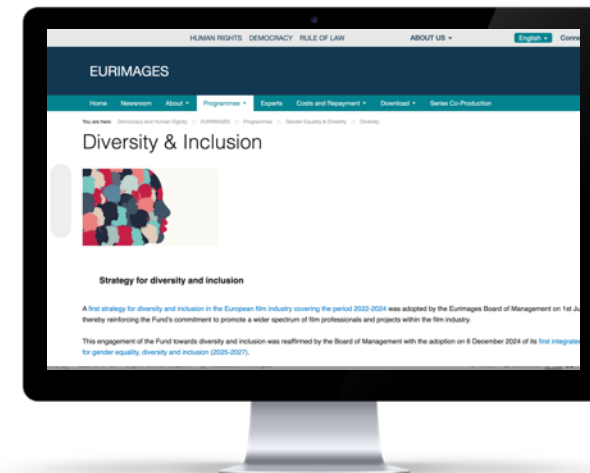 HUMAN RIGHTS DEMOCRACY RULE OF LAW ABOUT US English
EURIMAGES
Home Newsroom About Programmes Experts Costs and Repayment Download Series Co-Production
You are here: Democracy and Human Dignity EURIMAGES Programmes Gender Equality & Diversity Diversity
Diversity & Inclusion
Strategy for diversity and inclusion
A first strategy for diversity and inclusion in the European film industry covering the period 2022-2024 was adopted by the Eurimages Board of Management on 1st
thereby reinforcing the Fund's commitment to promote a wider spectrum of film professionals and projects within the film industry.
This engagement of the Fund towards diversity and inclusion was reaffirmed by the Board of Management with the adoption on 6 December 2024 of its first integrated
for gender equality, diversity and inclusion (2025-2027).